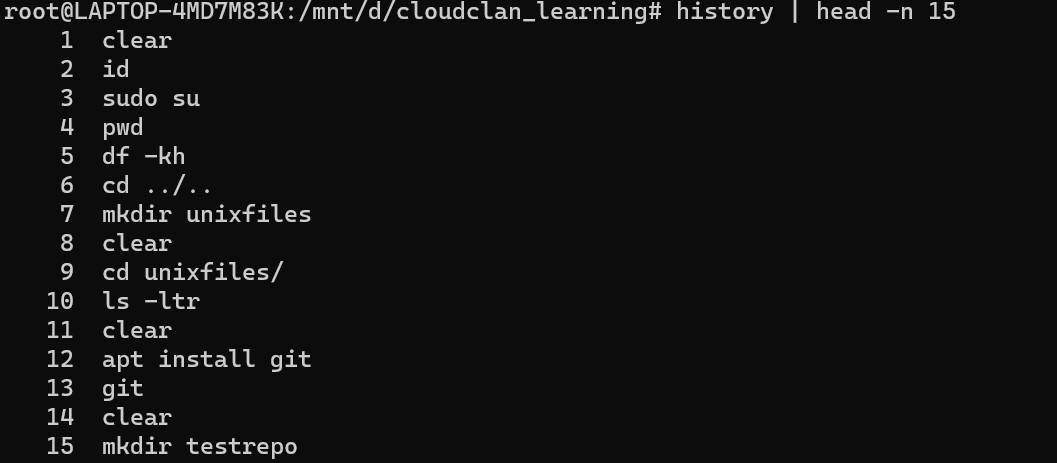 root@LAPTOP-4MD7M83K:/mnt/d/cloudclan_learning# history | head -n 15
1 clear
2 id
3 sudo su
4 pwd
5 df -kh
6 cd ../..
7 mkdir unixfiles
8 clear
9 cd unixfiles/
10 ls -ltr
11 clear
12 apt install git
13 git
14 clear
15 mkdir testrepo